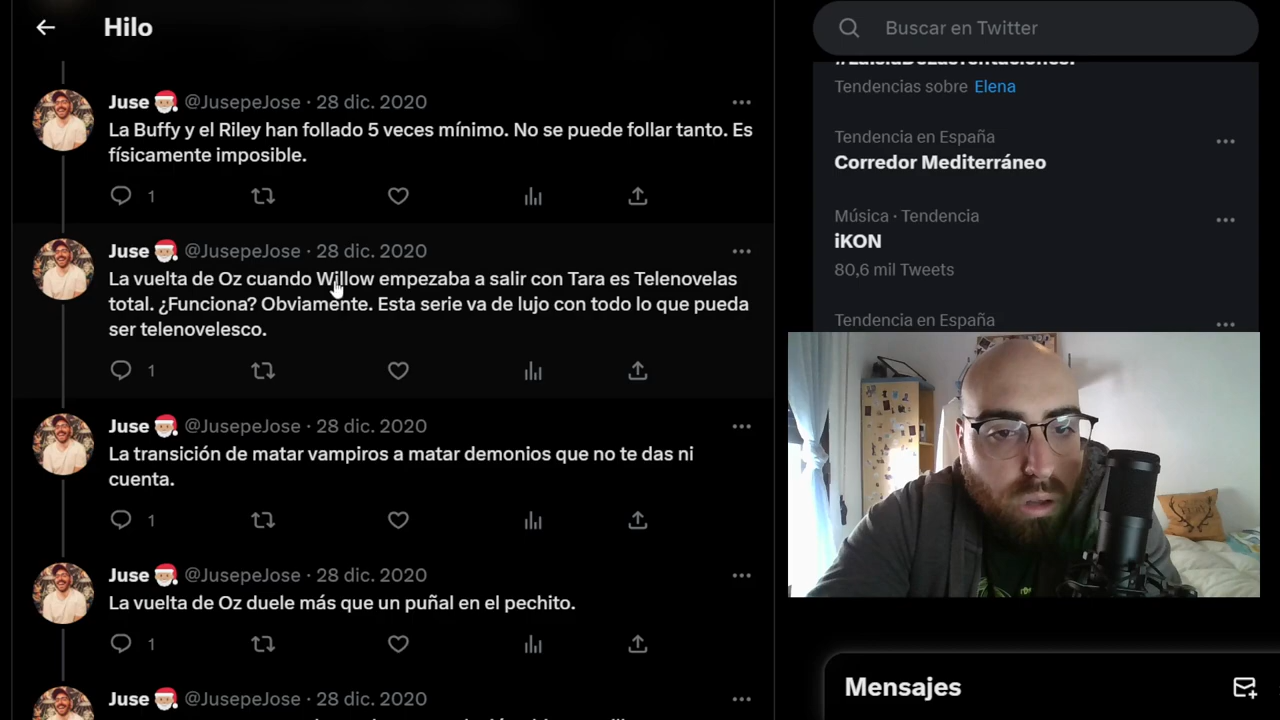 Hilo
Juse @JusepeJose · 28 dic. 2020
La Buffy y el Riley han follado 5 veces mínimo. No se puede follar tanto. Es
físicamente imposible.
1
Juse @JusepeJose · 28 dic. 2020
La vuelta de Oz cuando Willow empezaba a salir con Tara es Telenovelas
total. ¿Funciona? Obviamente. Esta serie va de lujo con todo lo que pueda
ser telenovelesco.
1
Juse @JusepeJose · 28 dic. 2020
La transición de matar vampiros a matar demonios que no te das ni
cuenta.
1
Juse @JusepeJose · 28 dic. 2020
La vuelta de Oz duele más que un puñal en el pechito.
1
Juse @JusepeJose · 28 dic. 2020
Buscar en Twitter
Tendencias sobre Elena
Tendencia en España
Corredor Mediterráneo
Música · Tendencia
iKON
80,6 mil Tweets
Tendencia en España
Mensajes